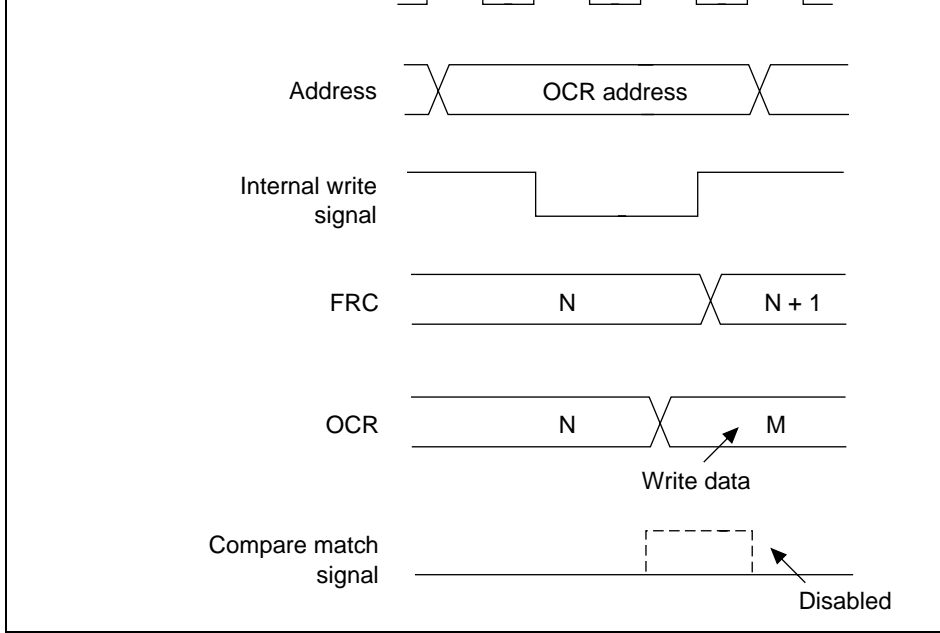 Address
OCR address
Internal write
signal
FRC
N
N + 1
OCR
N
M
Write data
Compare match
signal
Disabled